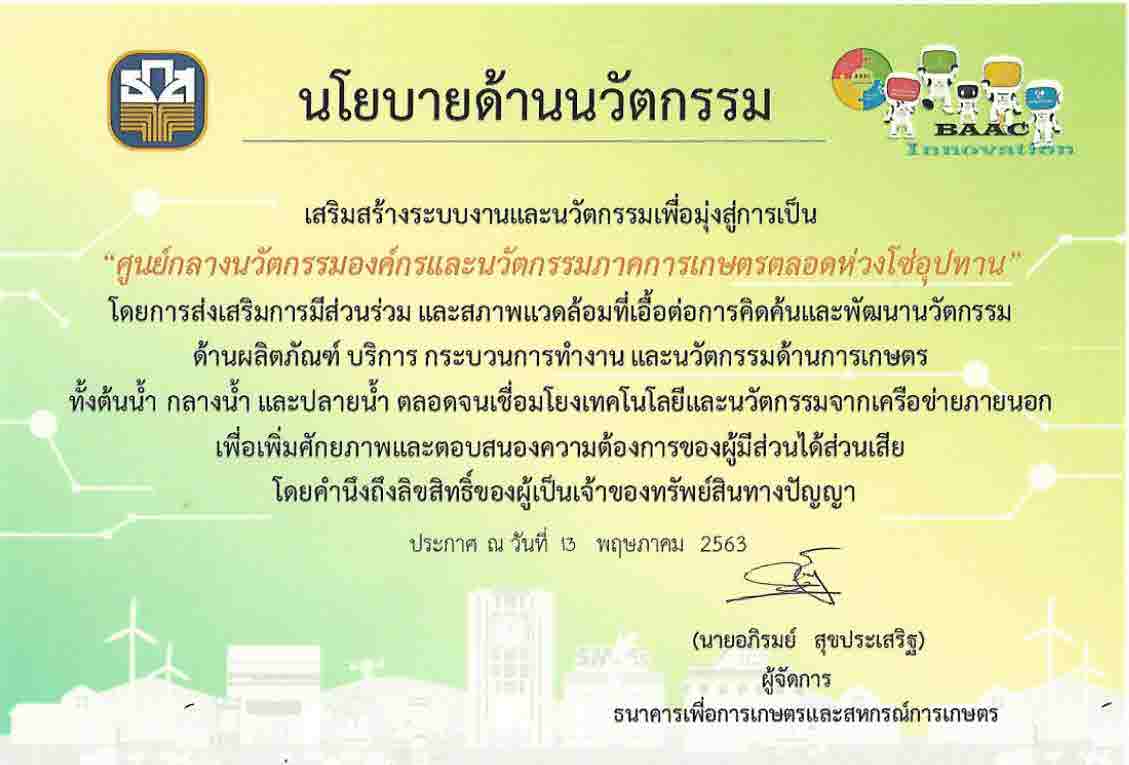 ธกส
นโยบายด้านนวัตกรรม
BAAC
Innovation
เสริมสร้างระบบงานและนวัตกรรมเพื่อมุ่งสู่การเป็น
“ศูนย์กลางนวัตกรรมองค์กรและนวัตกรรมภาคการเกษตรตลอดห่วงโซ่อุปทาน”
โดยการส่งเสริมการมีส่วนร่วม และสภาพแวดล้อมที่เอื้อต่อการคิดค้นและพัฒนานวัตกรรม
ด้านผลิตภัณฑ์ บริการ กระบวนการทำงาน และนวัตกรรมด้านการเกษตร
ทั้งต้นน้ำ กลางน้ำ และปลายน้ำ ตลอดจนเชื่อมโยงเทคโนโลยีและนวัตกรรมจากเครือข่ายภายนอก
เพื่อเพิ่มศักยภาพและตอบสนองความต้องการของผู้มีส่วนได้ส่วนเสีย
โดยคำนึงถึงลิขสิทธิ์ของผู้เป็นเจ้าของทรัพย์สินทางปัญญา
ประกาศ ณ วันที่ 13 พฤษภาคม 2563
(นายอภิรมย์ สุขประเสริฐ)
ผู้จัดการ
ธนาคารเพื่อการเกษตรและสหกรณ์การเกษตร